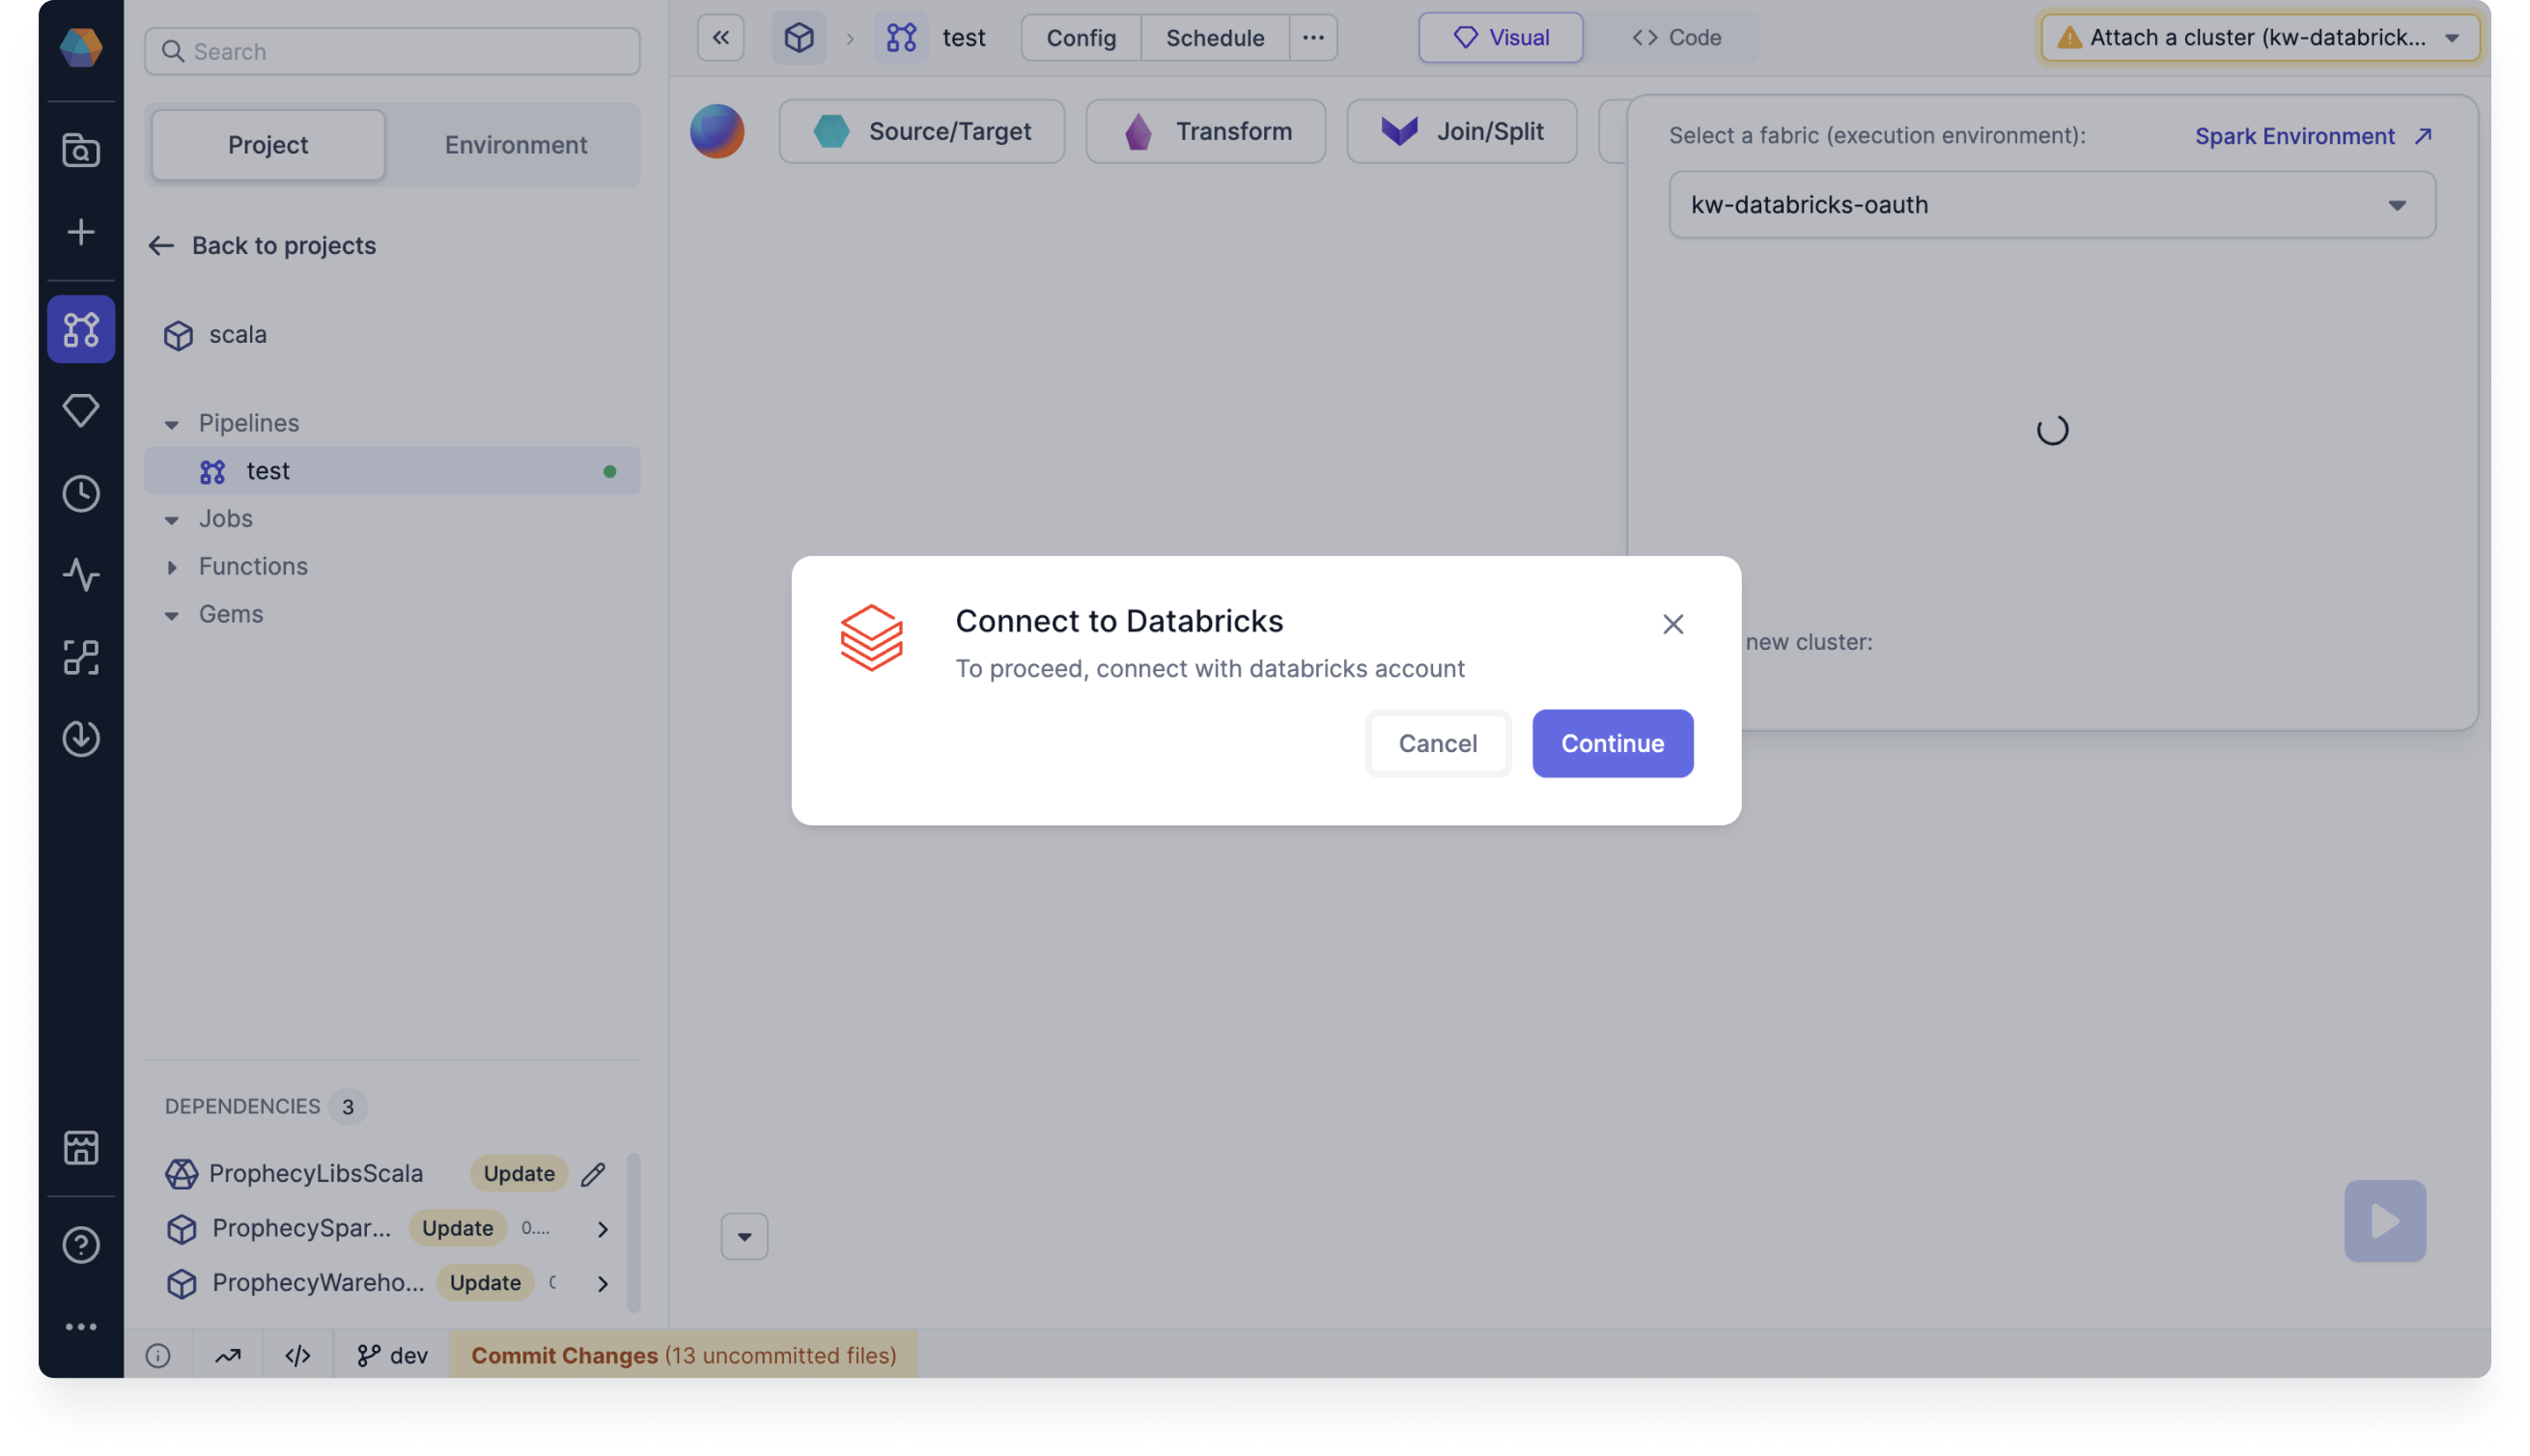 Search
test
Config
Schedule
Visual
Code
Attach a cluster (kw-databrick...
Project
Environment
Source/Target
Transform
Join/Split
Select a fabric (execution environment):
Spark Environment
kw-databricks-oauth
Back to projects
scala
Pipelines
test
Jobs
Functions
Gems
Connect to Databricks
To proceed, connect with databricks account
new cluster:
Cancel
Continue
DEPENDENCIES 3
ProphecyLibsScala Update
ProphecySpar... Update 0....
ProphecyWareho... Update
dev
Commit Changes (13 uncommitted files)